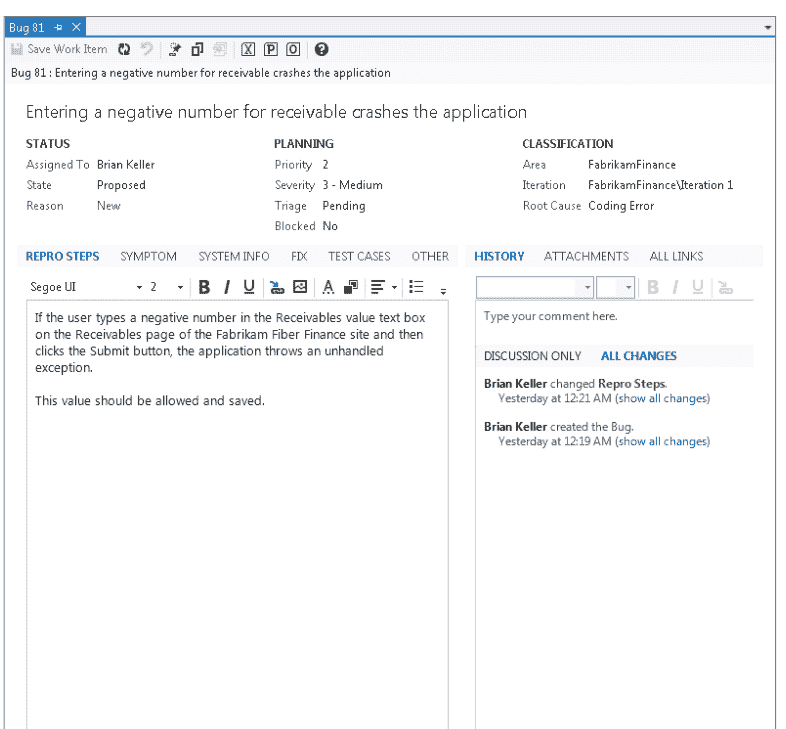 Bug 81
Save Work Item
Bug 81 : Entering a negative number for receivable crashes the application
Entering a negative number for receivable crashes the application
STATUS
Assigned To Brian Keller
State Proposed
Reason New
PLANNING
Priority 2
Severity 3 - Medium
Triage Pending
Blocked No
CLASSIFICATION
Area FabrikamFinance
Iteration FabrikamFinance\Iteration 1
Root Cause Coding Error
REPRO STEPS SYMPTOM SYSTEM INFO FIX TEST CASES OTHER
Segoe UI 2 B I U A
If the user types a negative number in the Receivables value text box
on the Receivables page of the Fabrikam Fiber Finance site and then
clicks the Submit button, the application throws an unhandled
exception.
This value should be allowed and saved.
HISTORY ATTACHMENTS ALL LINKS
B I U
Type your comment here.
DISCUSSION ONLY ALL CHANGES
Brian Keller changed Repro Steps.
Yesterday at 12:21 AM (show all changes)
Brian Keller created the Bug.
Yesterday at 12:19 AM (show all changes)